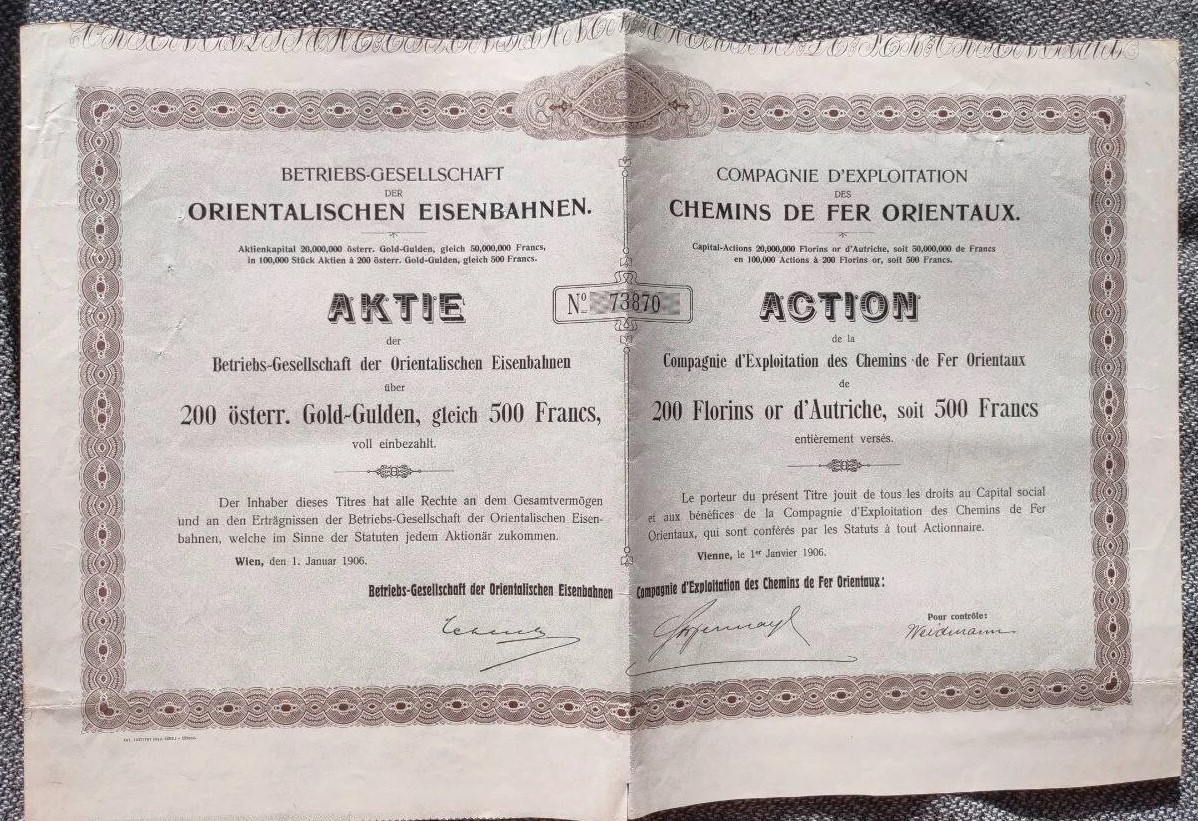 BETRIEBS-GESELLSCHAFT
DER
ORIENTALISCHEN EISENBAHNEN.
Aktienkapital 20,000,000 österr. Gold-Gulden, gleich 50,000,000 Francs,
in 100,000 Stück Aktien à 200 österr. Gold-Gulden, gleich 500 Francs.
AKTIE
der
Betriebs-Gesellschaft der Orientalischen Eisenbahnen
über
200 österr. Gold-Gulden, gleich 500 Francs,
voll einbezahlt.
Der Inhaber dieses Titres hat alle Rechte an dem Gesamtvermögen
und an den Erträgnissen der Betriebs-Gesellschaft der Orientalischen Eisen-
bahnen, welche im Sinne der Statuten jedem Aktionär zukommen.
Wien, den 1. Januar 1906.
Betriebs-Gesellschaft der Orientalischen Eisenbahnen
No 73870
COMPAGNIE D'EXPLOITATION
DES
CHEMINS DE FER ORIENTAUX.
Capital-Actions 20,000,000 Florins or d'Autriche, soit 50,000,000 de Francs
en 100,000 Actions à 200 Florins or, soit 500 Francs.
ACTION
de la
Compagnie d'Exploitation des Chemins de Fer Orientaux
de
200 Florins or d'Autriche, soit 500 Francs
entièrement versés.
Le porteur du présent Titre jouit de tous les droits au Capital social
et aux bénéfices de la Compagnie d'Exploitation des Chemins de Fer
Orientaux, qui sont conférés par les Statuts à tout Actionnaire.
Vienne, le 1er Janvier 1906.
Compagnie d'Exploitation des Chemins de Fer Orientaux:
Pour contrôle:
Weidmann